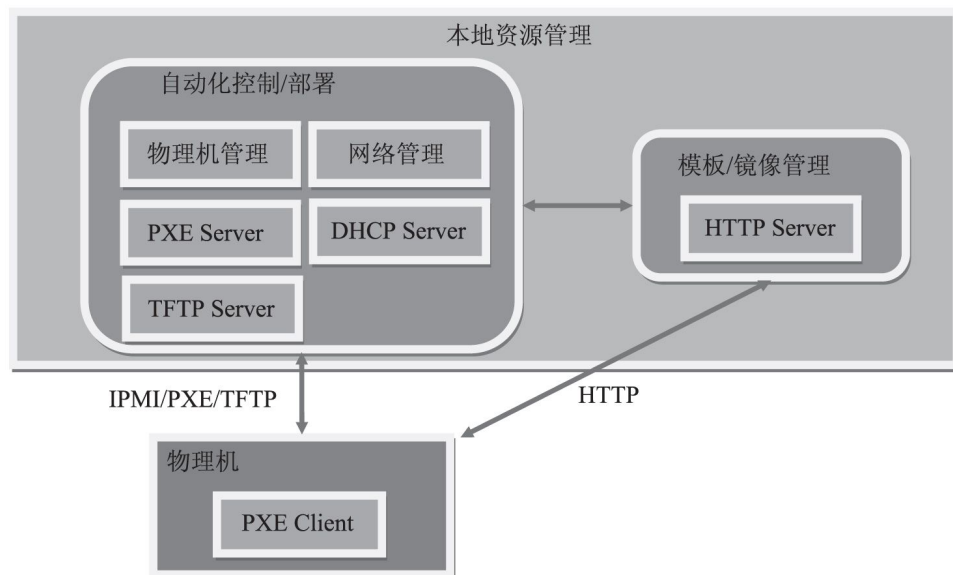 本地资源管理
自动化控制/部署
物理机管理
网络管理
PXE Server
DHCP Server
TFTP Server
模板/镜像管理
HTTP Server
IPMI/PXE/TFTP
HTTP
物理机
PXE Client